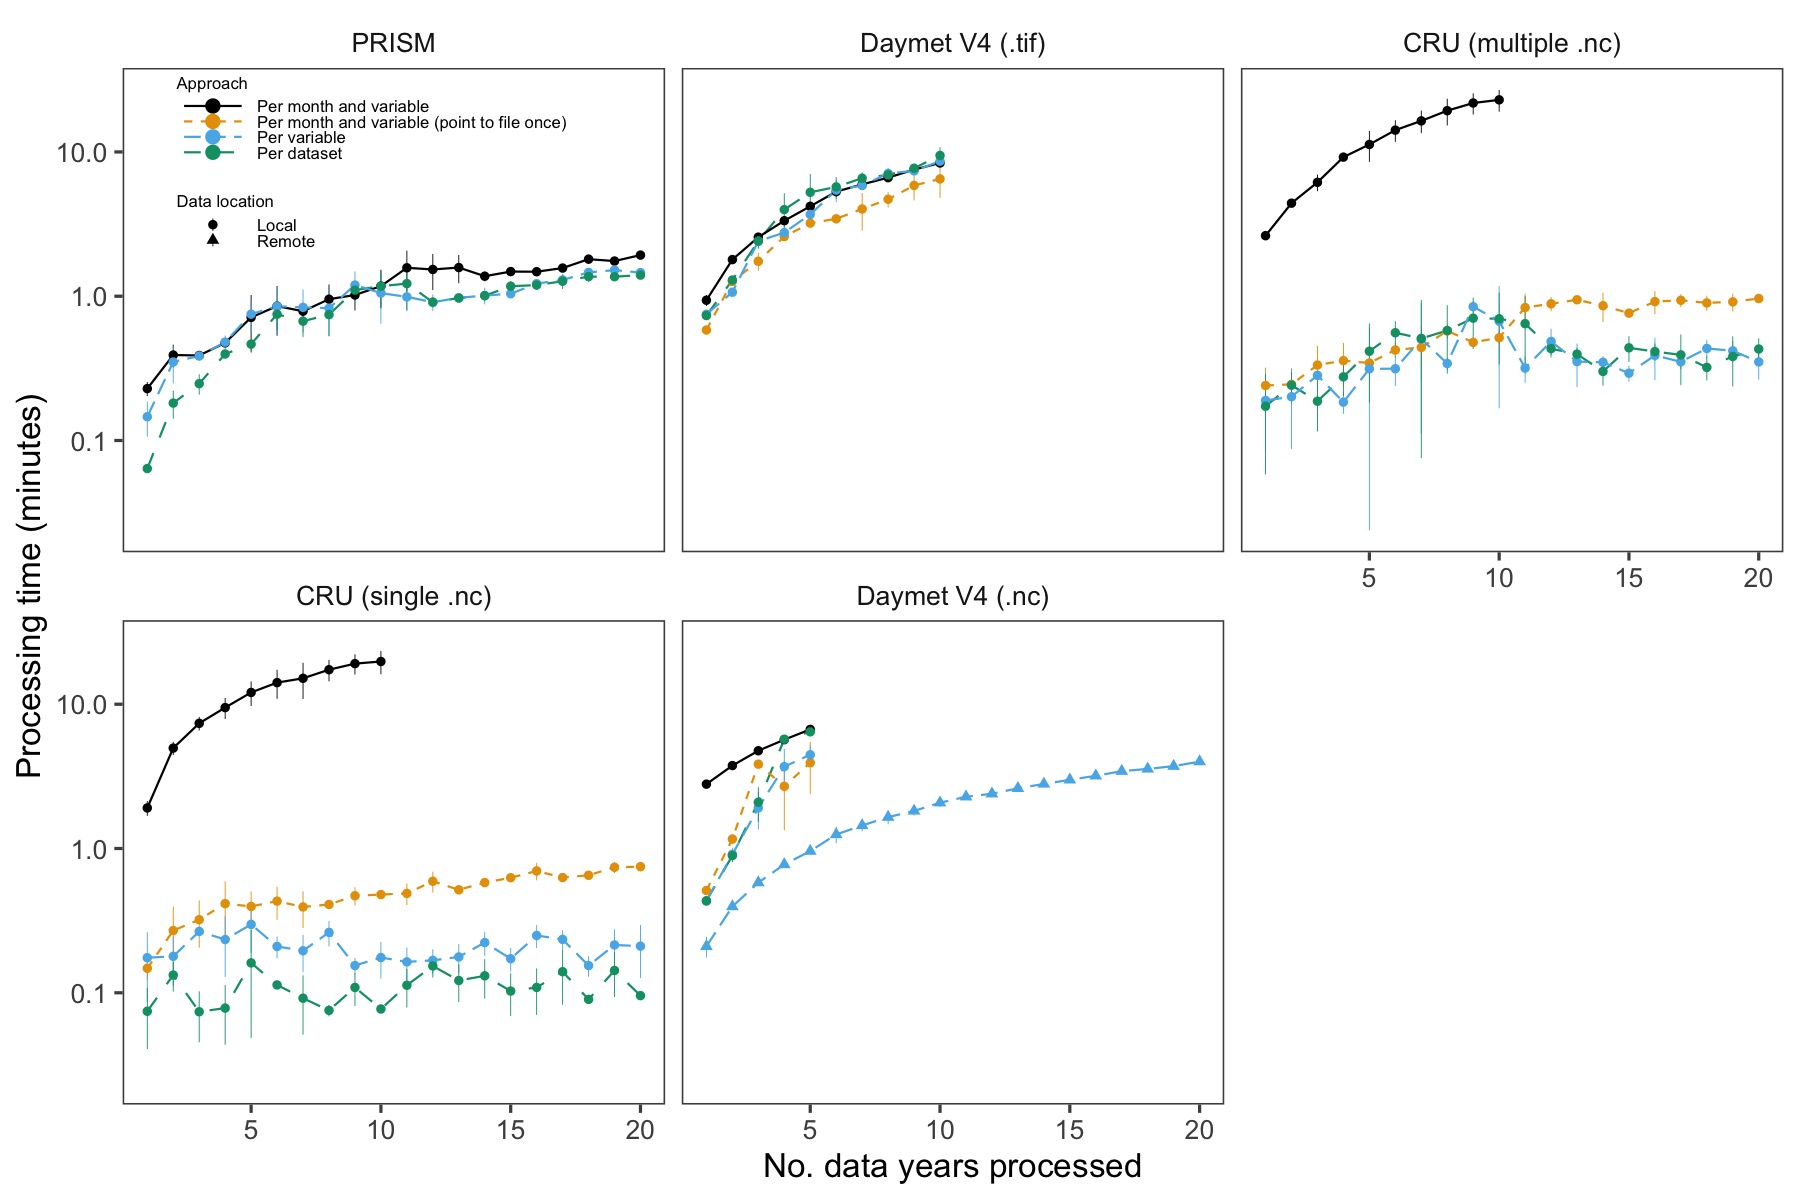 PRISM
Daymet V4 (.tif)
CRU (multiple .nc)
Approach
Per month and variable
Per month and variable (point to file once)
Per variable
Per dataset
Data location
Local
Remote
10.0
1.0
0.1
5 10 15 20
Processing time (minutes)
CRU (single .nc)
Daymet V4 (.nc)
10.0
1.0
0.1
5 10 15 20
5 10 15 20
No. data years processed